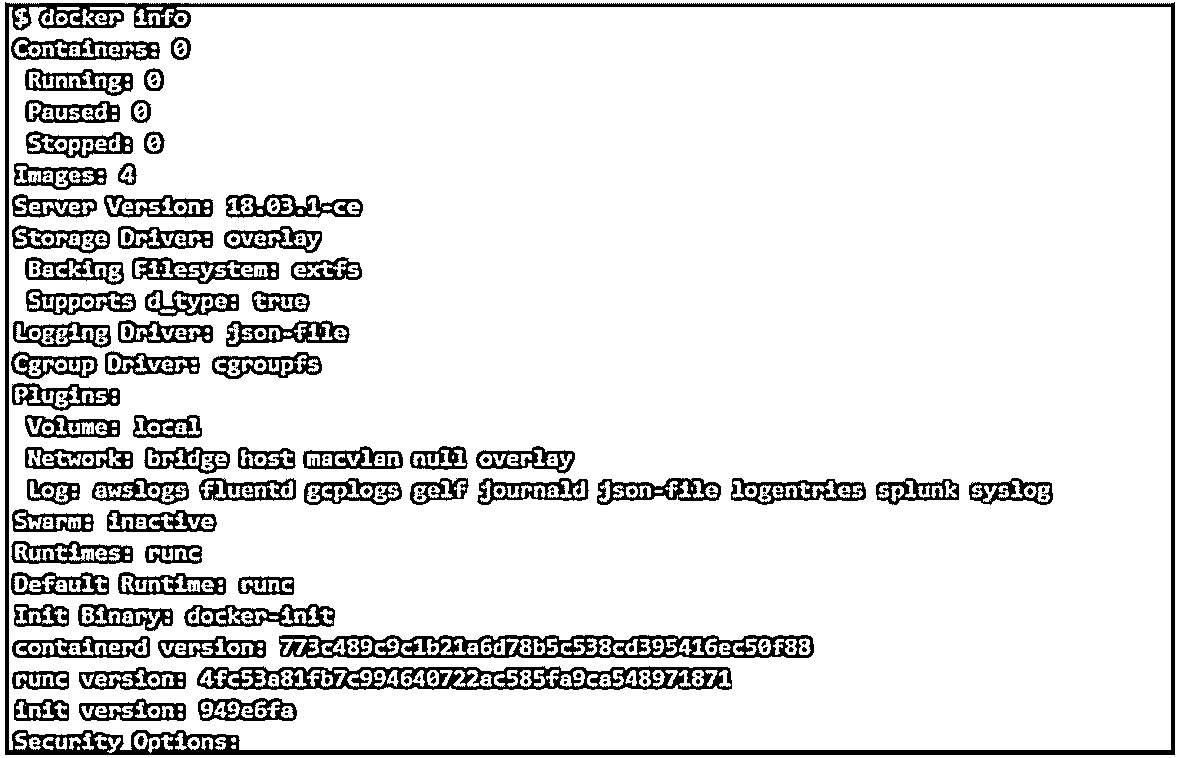 $ docker info
Containers: 0
Running: 0
Paused: 0
Stopped: 0
Images: 4
Server Version: 18.03.1-ce
Storage Driver: overlay
Backing Filesystem: extfs
Supports d_type: true
Logging Driver: json-file
Cgroup Driver: cgroupfs
Plugins:
Volume: local
Network: bridge host macvlan null overlay
Log: awslogs fluentd gcplogs gelf journald json-file logentries splunk syslog
Swarm: inactive
Runtimes: runc
Default Runtime: runc
Init Binary: docker-init
containerd version: 773c489c9c1b21a6d78b5c538cd395416ec50f88
runc version: 4fc53a81fb7c994640722ac585fa9ca548971871
init version: 949e6fa
Security Options: